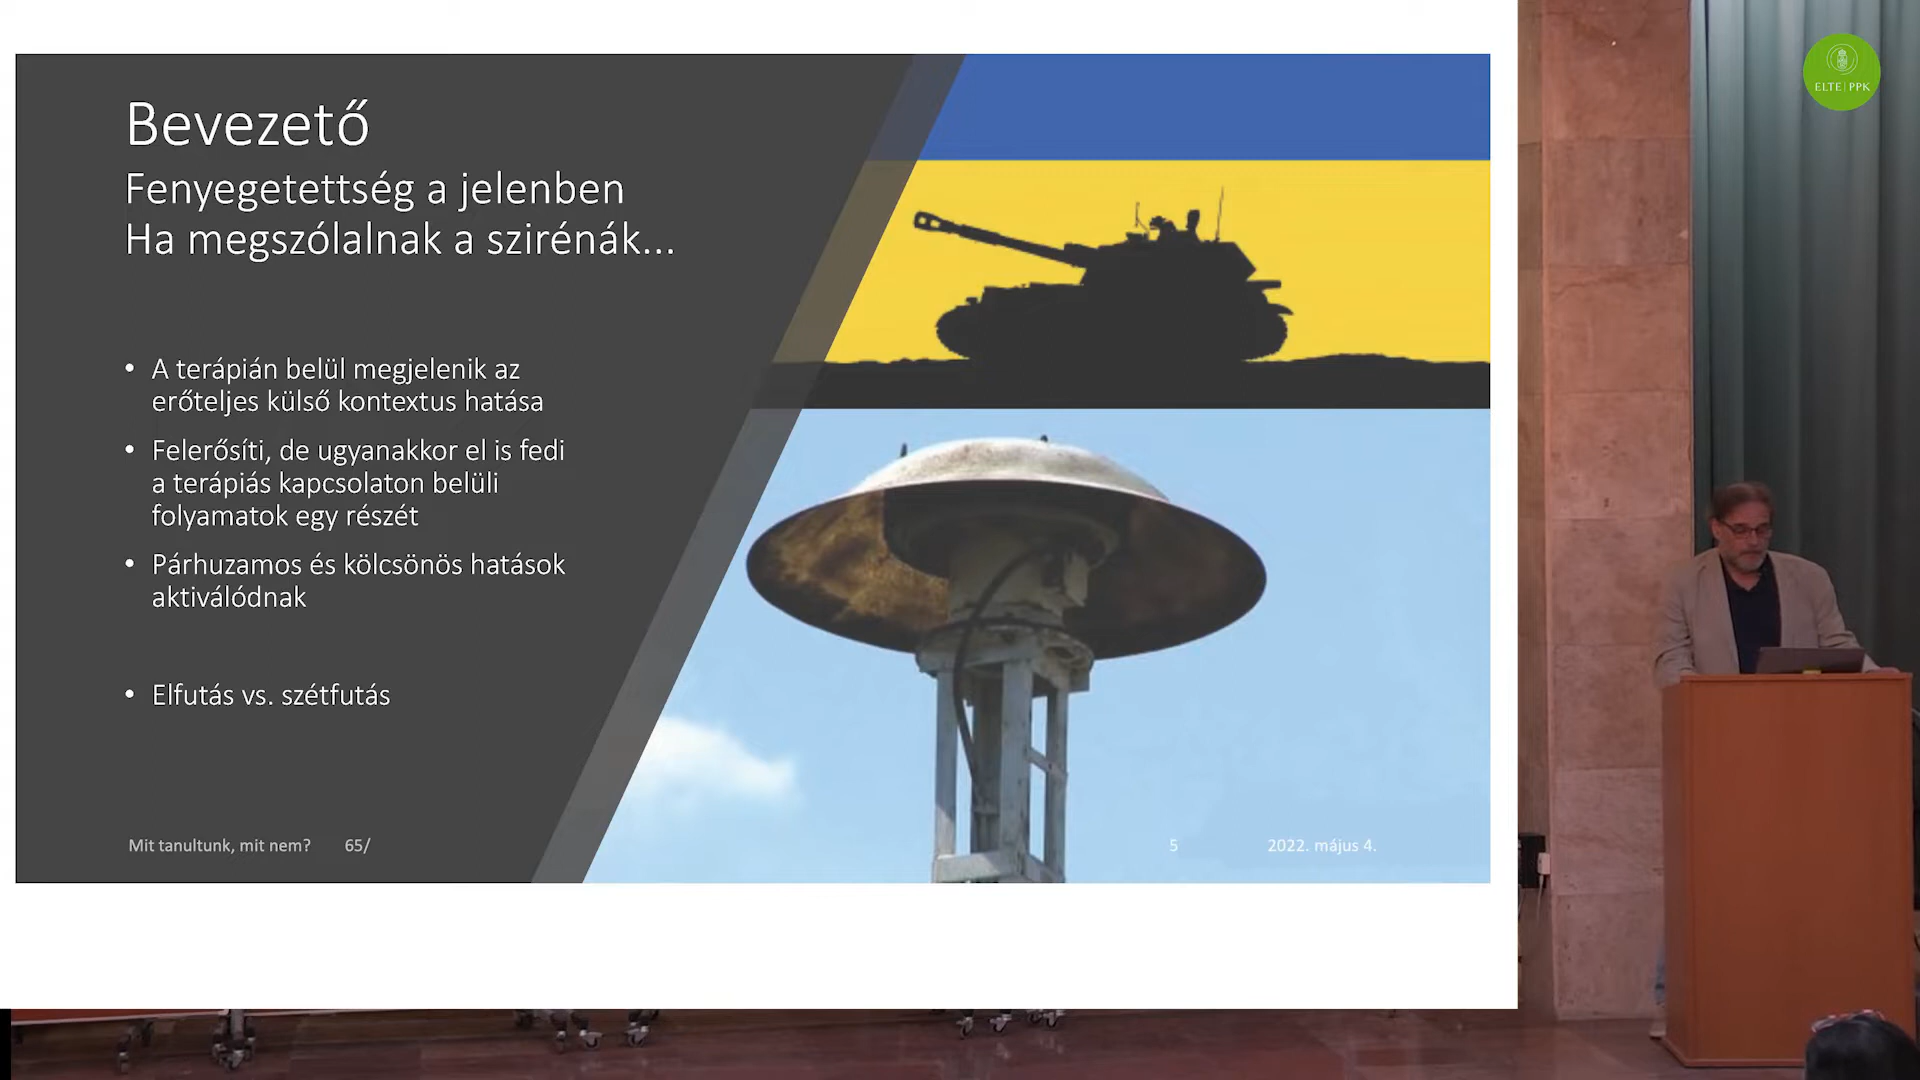 Bevezető
Fenyegetettség a jelenben
Ha megszólalnak a szirénák...
• A terápián belül megjelenik az
erőteljes külső kontextus hatása
• Felerősíti, de ugyanakkor el is fedi
a terápiás kapcsolaton belüli
folyamatok egy részét
• Párhuzamos és kölcsönös hatások
aktiválódnak
• Elfutás vs. szétfutás
Mit tanultunk, mit nem? 65/
5 2022. május 4.
ELTE | PPK